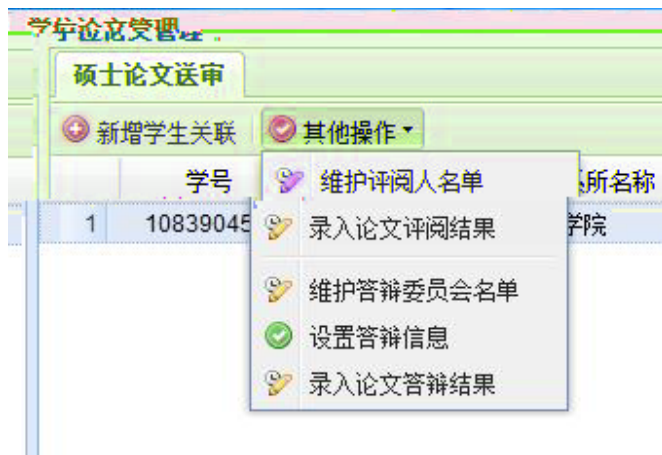 学位论文管理
硕士论文送审
新增学生关联 其他操作
学号 维护评阅人名单 所名称
1 10839045 录入论文评阅结果 学院
维护答辩委员会名单
设置答辩信息
录入论文答辩结果